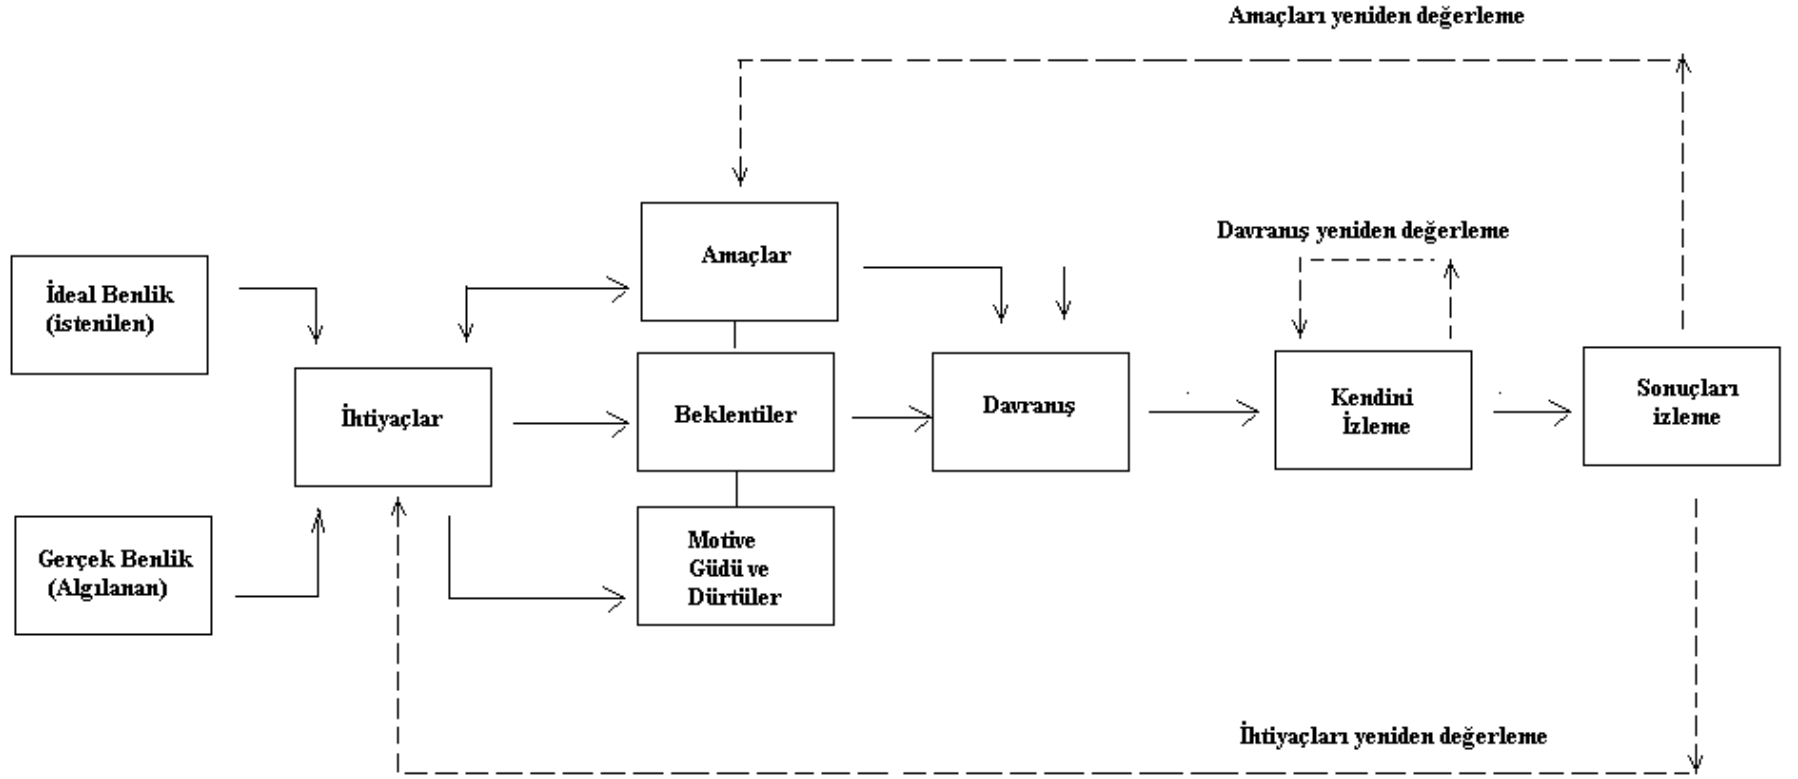 Amaçları yeniden değerleme
Amaçlar
Davranış yeniden değerleme
İdeal Benlik
(istenilen)
İhtiyaçlar
Beklentiler
Davranış
Kendini
İzleme
Sonuçları
izleme
Gerçek Benlik
(Algılanan)
Motive
Güdü ve
Dürtüler
İhtiyaçları yeniden değerleme